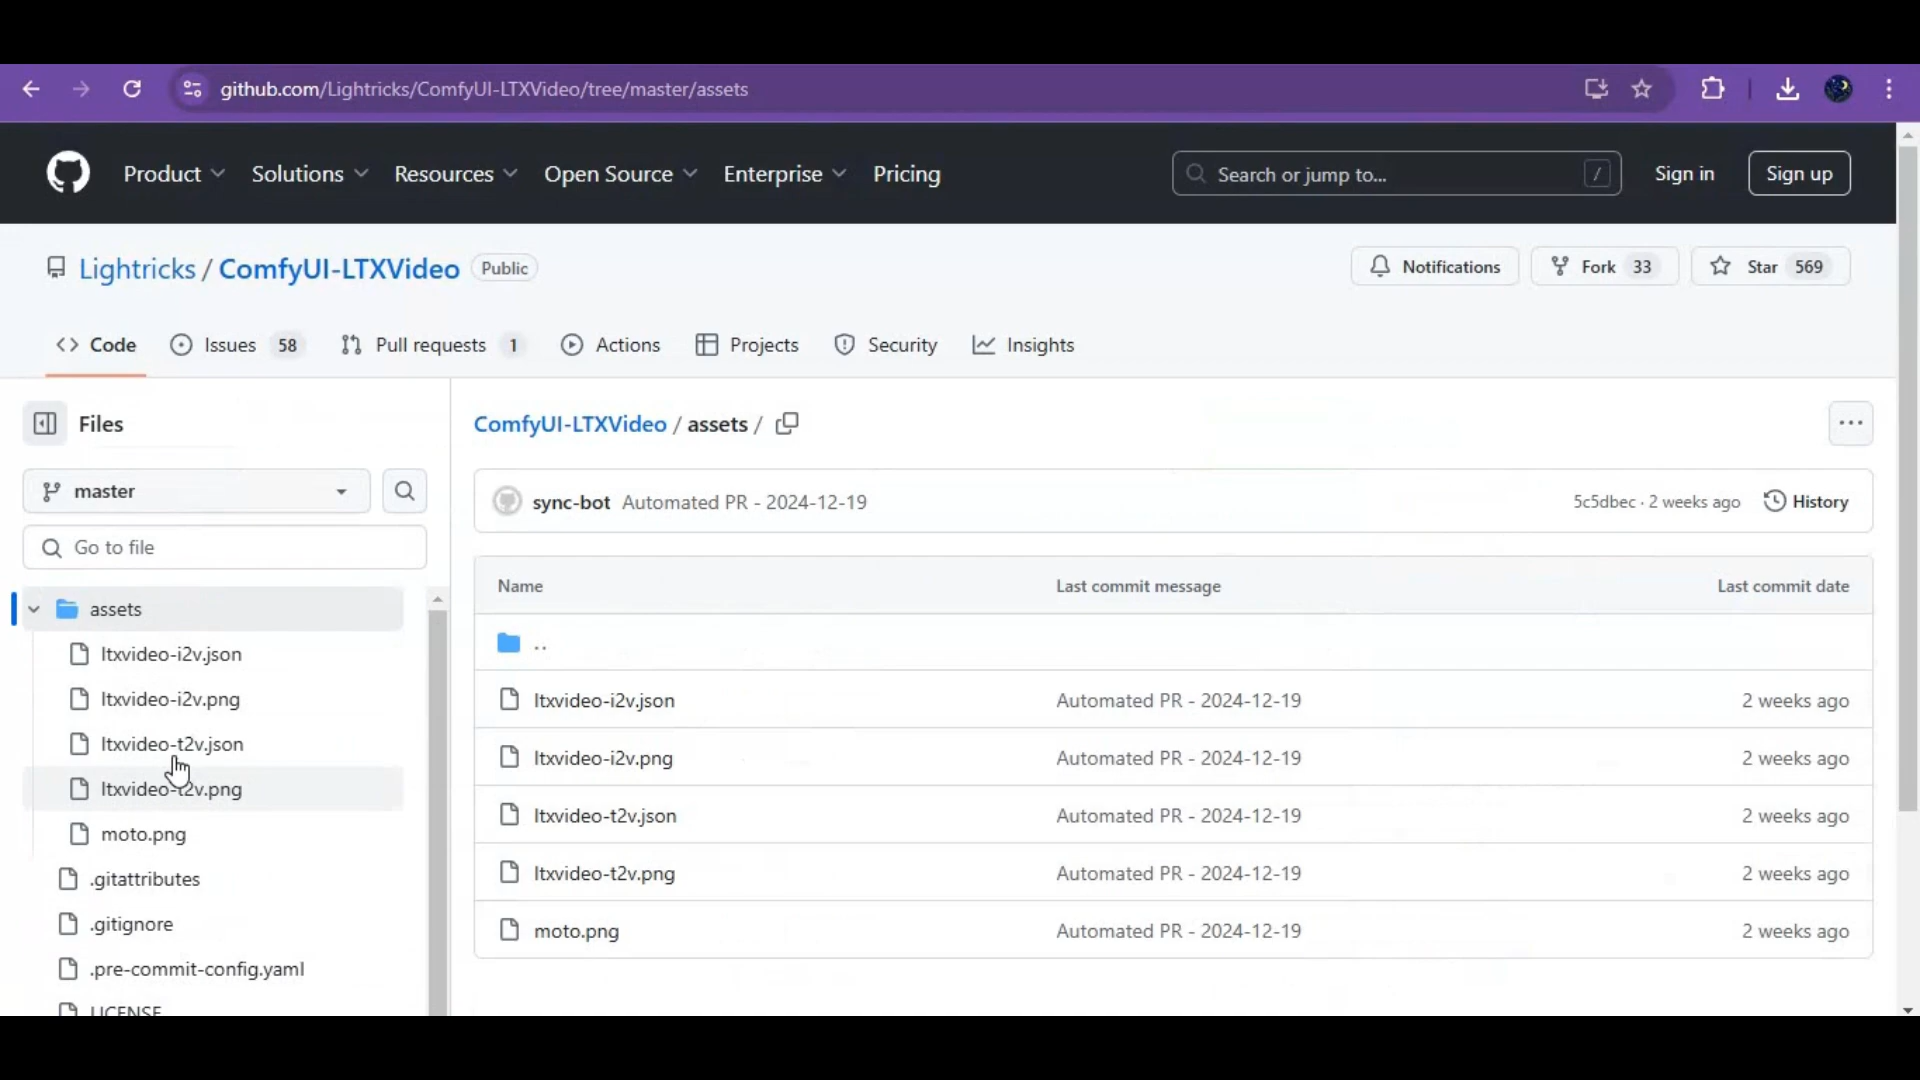 github.com/Lightricks/ComfyUI-LTXVideo/tree/master/assets
Product Solutions Resources Open Source Enterprise Pricing Search or jump to... / Sign in Sign up
Lightricks / ComfyUI-LTXVideo Public Notifications Fork 33 Star 569
Code Issues 58 Pull requests 1 Actions Projects Security Insights
Files
master
Go to file
assets
ltxvideo-i2v.json
ltxvideo-i2v.png
ltxvideo-t2v.json
ltxvideo-t2v.png
moto.png
.gitattributes
.gitignore
.pre-commit-config.yaml
LICENSE
ComfyUI-LTXVideo / assets /
sync-bot Automated PR - 2024-12-19 5c5dbec · 2 weeks ago History
Name Last commit message Last commit date
..
ltxvideo-i2v.json Automated PR - 2024-12-19 2 weeks ago
ltxvideo-i2v.png Automated PR - 2024-12-19 2 weeks ago
ltxvideo-t2v.json Automated PR - 2024-12-19 2 weeks ago
ltxvideo-t2v.png Automated PR - 2024-12-19 2 weeks ago
moto.png Automated PR - 2024-12-19 2 weeks ago